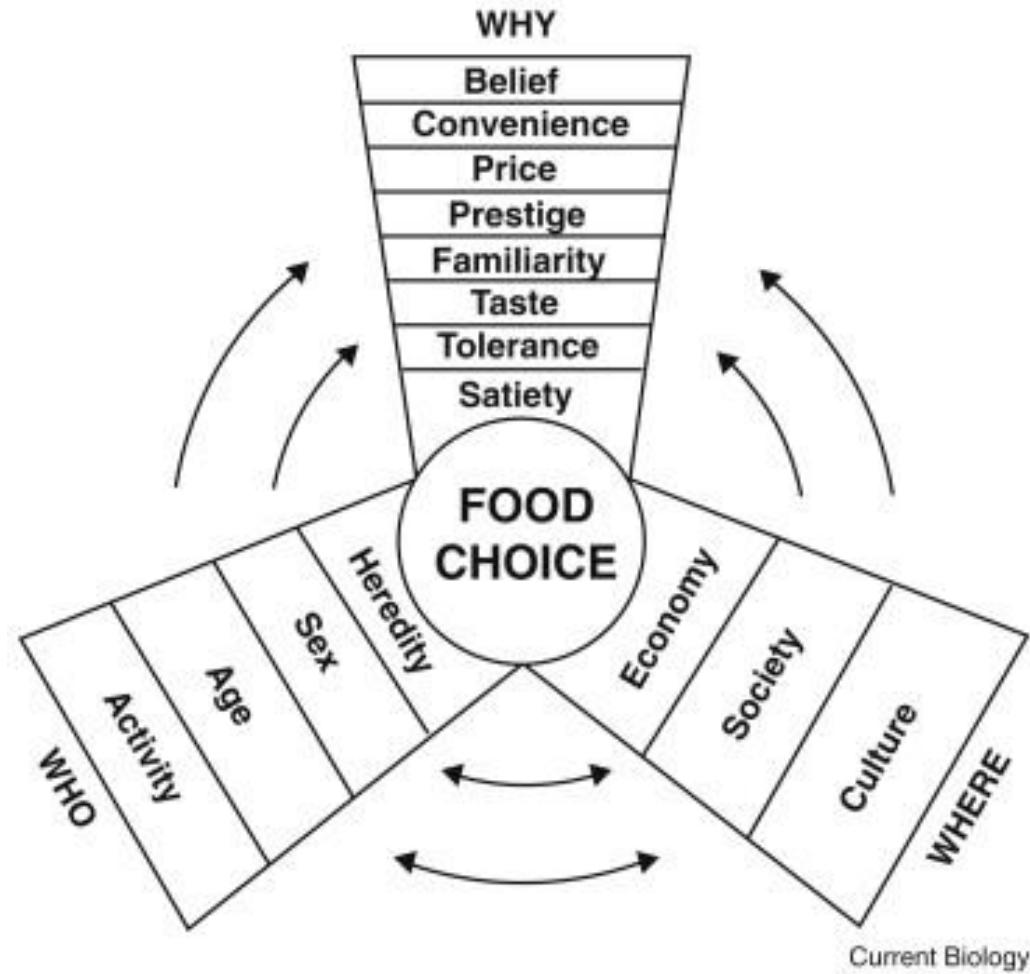 WHY
Belief
Convenience
Price
Prestige
Familiarity
Taste
Tolerance
Satiety
FOOD
CHOICE
Heredity
Sex
Age
Activity
WHO
Economy
Society
Culture
WHERE
Current Biology